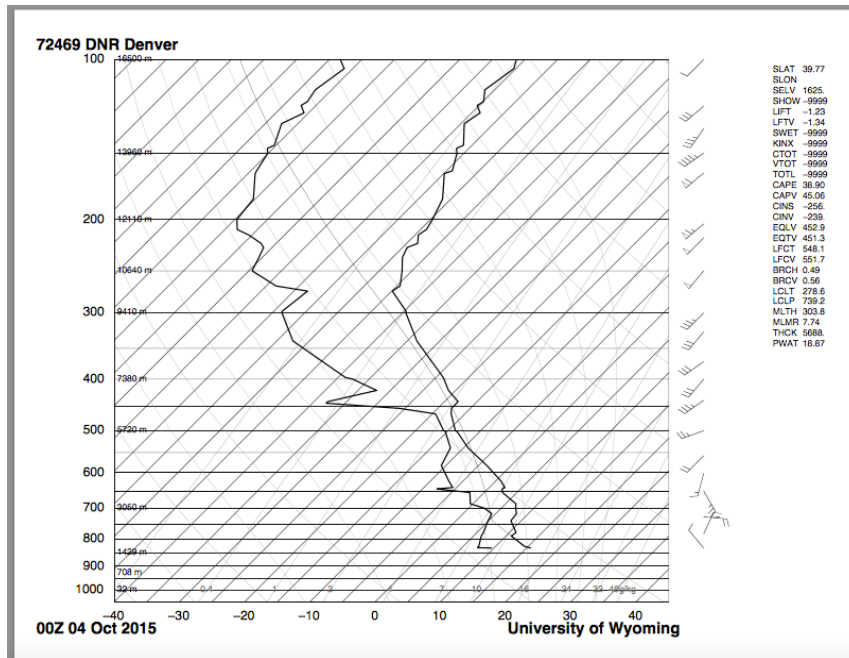 72469 DNR Denver
100
16500 m
13960 m
200
12110 m
10640 m
300
9410 m
400
7380 m
500
5720 m
600
700
3050 m
800
1429 m
900
708 m
1000
32 m
0.4 1 2 4 7 10 16 24 32 40g/kg
-40 -30 -20 -10 0 10 20 30 40
00Z 04 Oct 2015
University of Wyoming
SLAT 39.77
SLON
SELV 1625.
SHOW -9999
LIFT -1.23
LFTV -1.34
SWET -9999
KINX -9999
CTOT -9999
VTOT -9999
TOTL -9999
CAPE 38.90
CAPV 45.06
CINS -256.
CINV -239.
EQLV 452.9
EQTV 451.3
LFCT 548.1
LFCV 551.7
BRCH 0.49
BRCV 0.56
LCLT 278.6
LCLP 739.2
MLTH 303.8
MLMR 7.74
THCK 5688.
PWAT 18.87